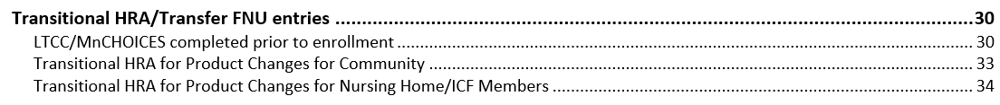 Transitional HRA/Transfer FNU entries ........................................................................................................30
LTCC/MnCHOICES completed prior to enrollment ........................................................................................................ 30
Transitional HRA for Product Changes for Community ........................................................................................................ 33
Transitional HRA for Product Changes for Nursing Home/ICF Members ................................................................................ 34